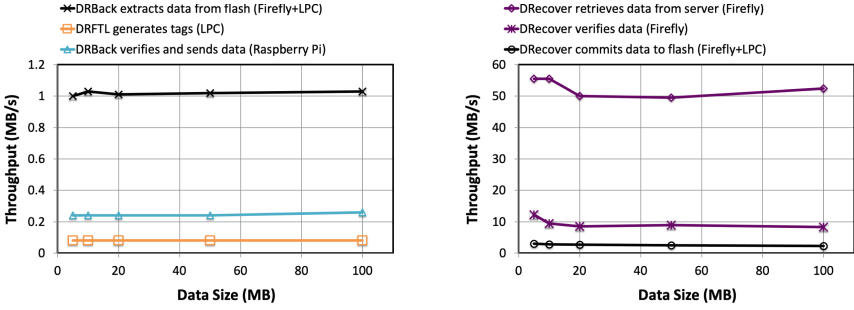 DRBack extracts data from flash (Firefly+LPC)
DRFTL generates tags (LPC)
DRBack verifies and sends data (Raspberry Pi)
1.2
1
0.8
0.6
0.4
0.2
0
Throughput (MB/s)
0 20 40 60 80 100
Data Size (MB)
DRecover retrieves data from server (Firefly)
DRecover verifies data (Firefly)
DRecover commits data to flash (Firefly+LPC)
60
50
40
30
20
10
0
Throughput (MB/s)
0 20 40 60 80 100
Data Size (MB)